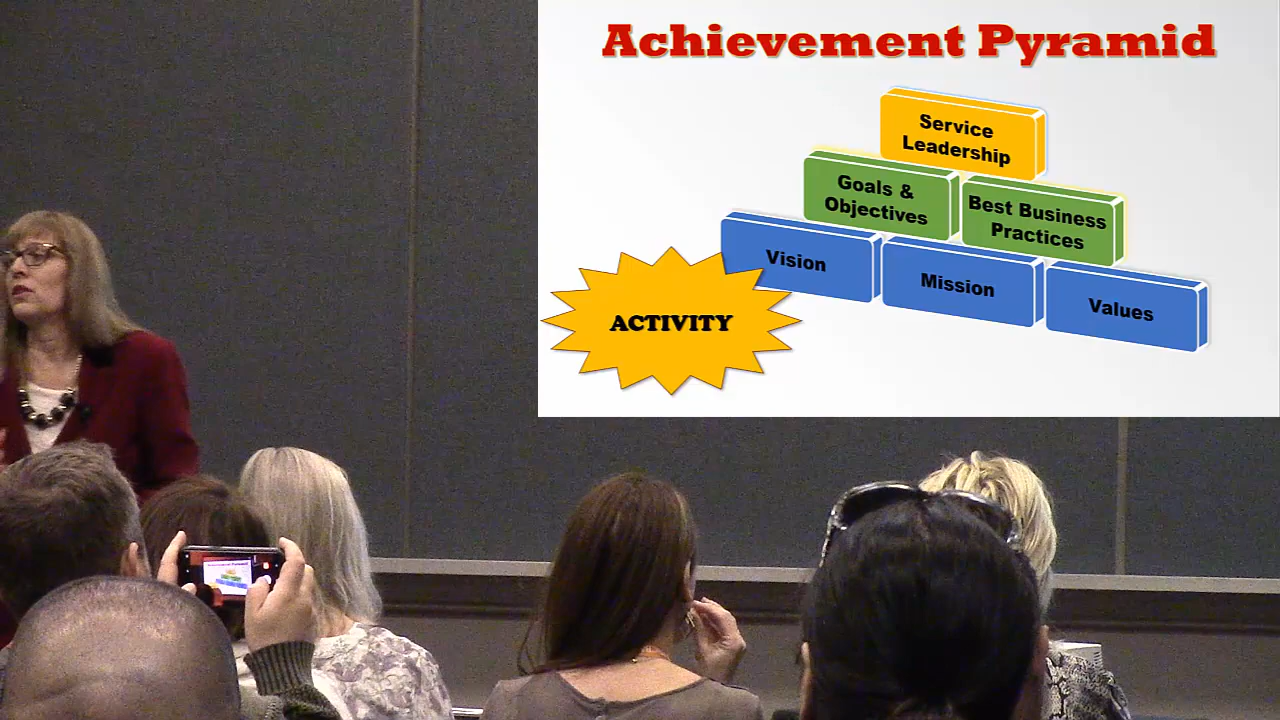 Achievement Pyramid
Service
Leadership
Goals &
Objectives
Best Business
Practices
Vision
Mission
Values
ACTIVITY